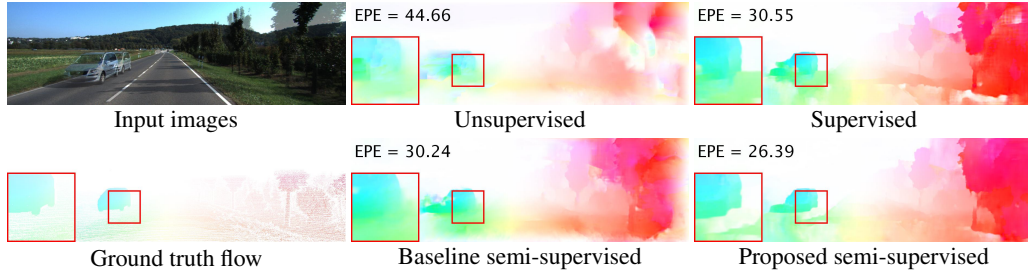 EPE = 44.66
EPE = 30.55
Input images
Unsupervised
Supervised
EPE = 30.24
EPE = 26.39
Ground truth flow
Baseline semi-supervised
Proposed semi-supervised